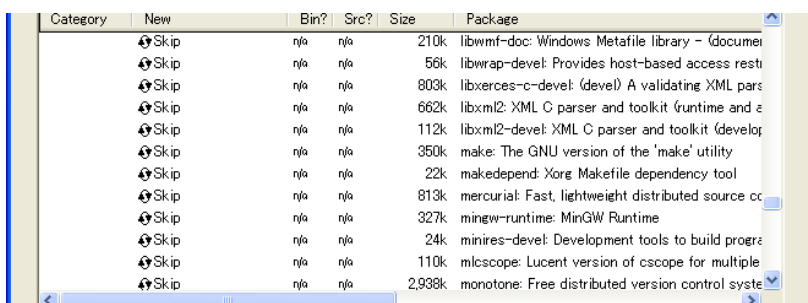 Category New Bin? Src? Size Package
Skip n/a n/a 210k libwmf-doc: Windows Metafile library - (documen
Skip n/a n/a 56k libwrap-devel: Provides host-based access restr
Skip n/a n/a 803k libxerces-c-devel: (devel) A validating XML pars
Skip n/a n/a 662k libxml2: XML C parser and toolkit (runtime and a
Skip n/a n/a 112k libxml2-devel: XML C parser and toolkit (develop
Skip n/a n/a 350k make: The GNU version of the 'make' utility
Skip n/a n/a 22k makedepend: Xorg Makefile dependency tool
Skip n/a n/a 813k mercurial: Fast, lightweight distributed source co
Skip n/a n/a 327k mingw-runtime: MinGW Runtime
Skip n/a n/a 24k minires-devel: Development tools to build progra
Skip n/a n/a 110k mlcscope: Lucent version of cscope for multiple
Skip n/a n/a 2,938k monotone: Free distributed version control syste